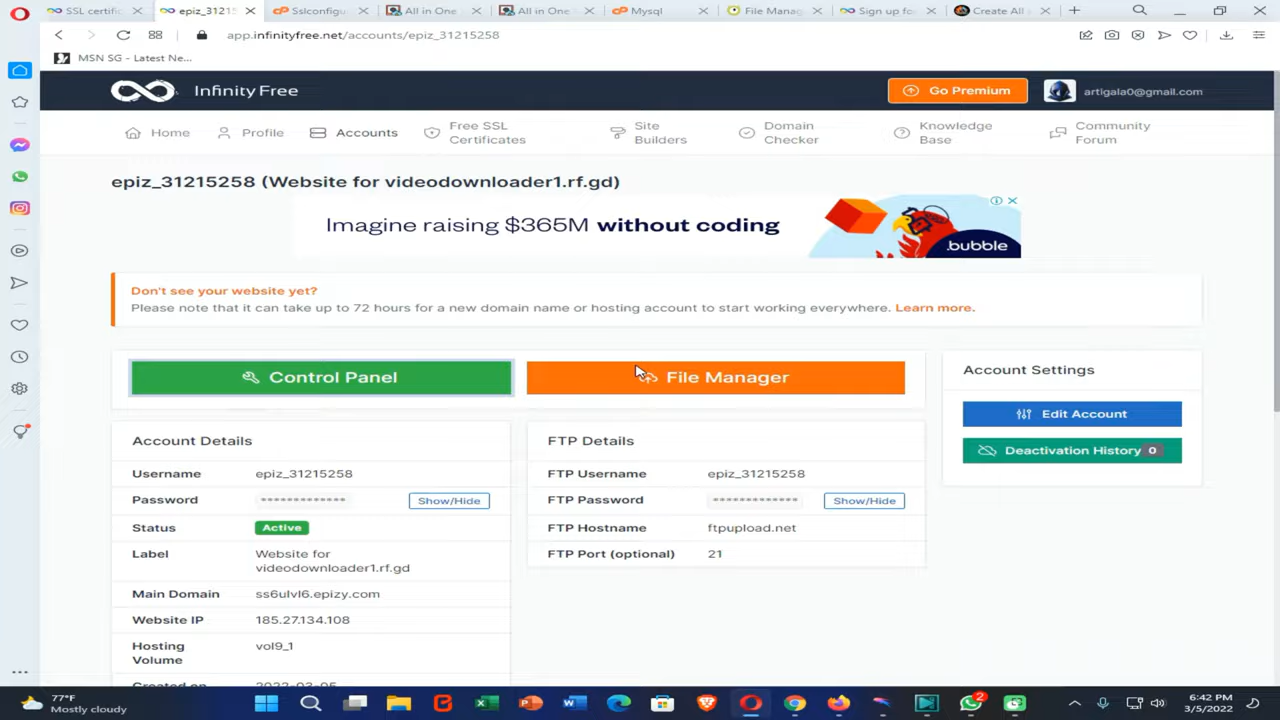 SSL certific
epiz_31215
Sslconfigu
All in One
All in One
Mysql
File Manag
Sign up fo
Create All
app.infinityfree.net/accounts/epiz_31215258
MSN SG - Latest Ne...
Infinity Free
Go Premium
artigala0@gmail.com
Home
Profile
Accounts
Free SSL
Certificates
Site
Builders
Domain
Checker
Knowledge
Base
Community
Forum
epiz_31215258 (Website for videodownloader1.rf.gd)
Imagine raising $365M without coding
.bubble
Don't see your website yet?
Please note that it can take up to 72 hours for a new domain name or hosting account to start working everywhere. Learn more.
Control Panel
File Manager
Account Settings
Edit Account
Deactivation History 0
Account Details
Username epiz_31215258
Password ************* Show/Hide
Status Active
Label Website for
videodownloader1.rf.gd
Main Domain ss6ulvl6.epizy.com
Website IP 185.27.134.108
Hosting vol9_1
Volume
Created on 2022-03-05
FTP Details
FTP Username epiz_31215258
FTP Password ************* Show/Hide
FTP Hostname ftpupload.net
FTP Port (optional) 21
77°F
Mostly cloudy
2
6:42 PM
3/5/2022